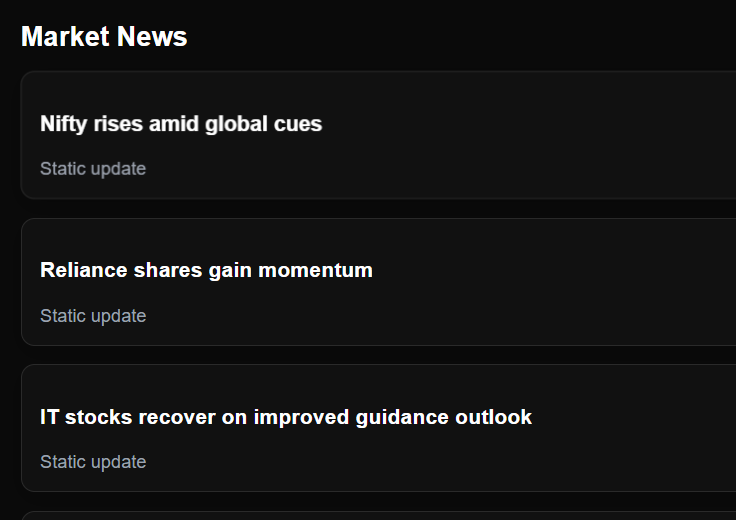 Market News
Nifty rises amid global cues
Static update
Reliance shares gain momentum
Static update
IT stocks recover on improved guidance outlook
Static update